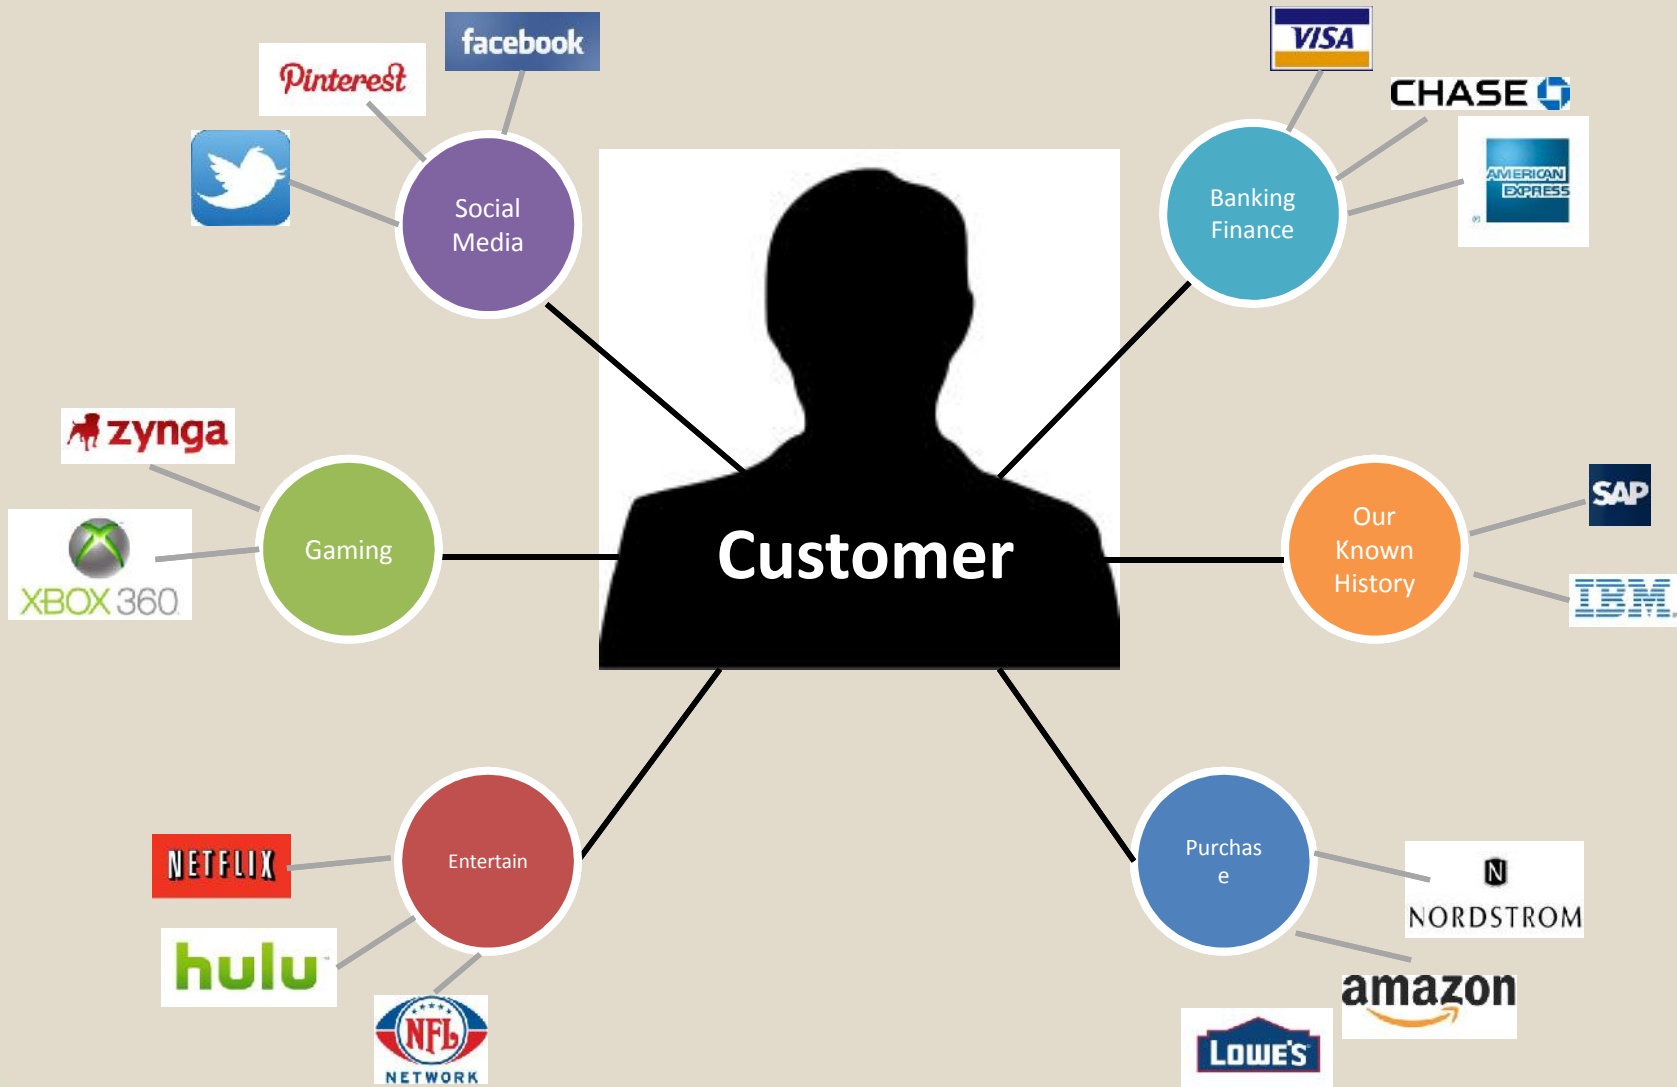 facebook
Pinterest
Social
Media
VISA
CHASE
AMERICAN
EXPRESS
®
Banking
Finance
zynga
XBOX 360
Gaming
Customer
Our
Known
History
SAP
IBM
NETFLIX
hulu
NFL
NETWORK
Entertain
Purchas
e
N
NORDSTROM
amazon
LOWE'S